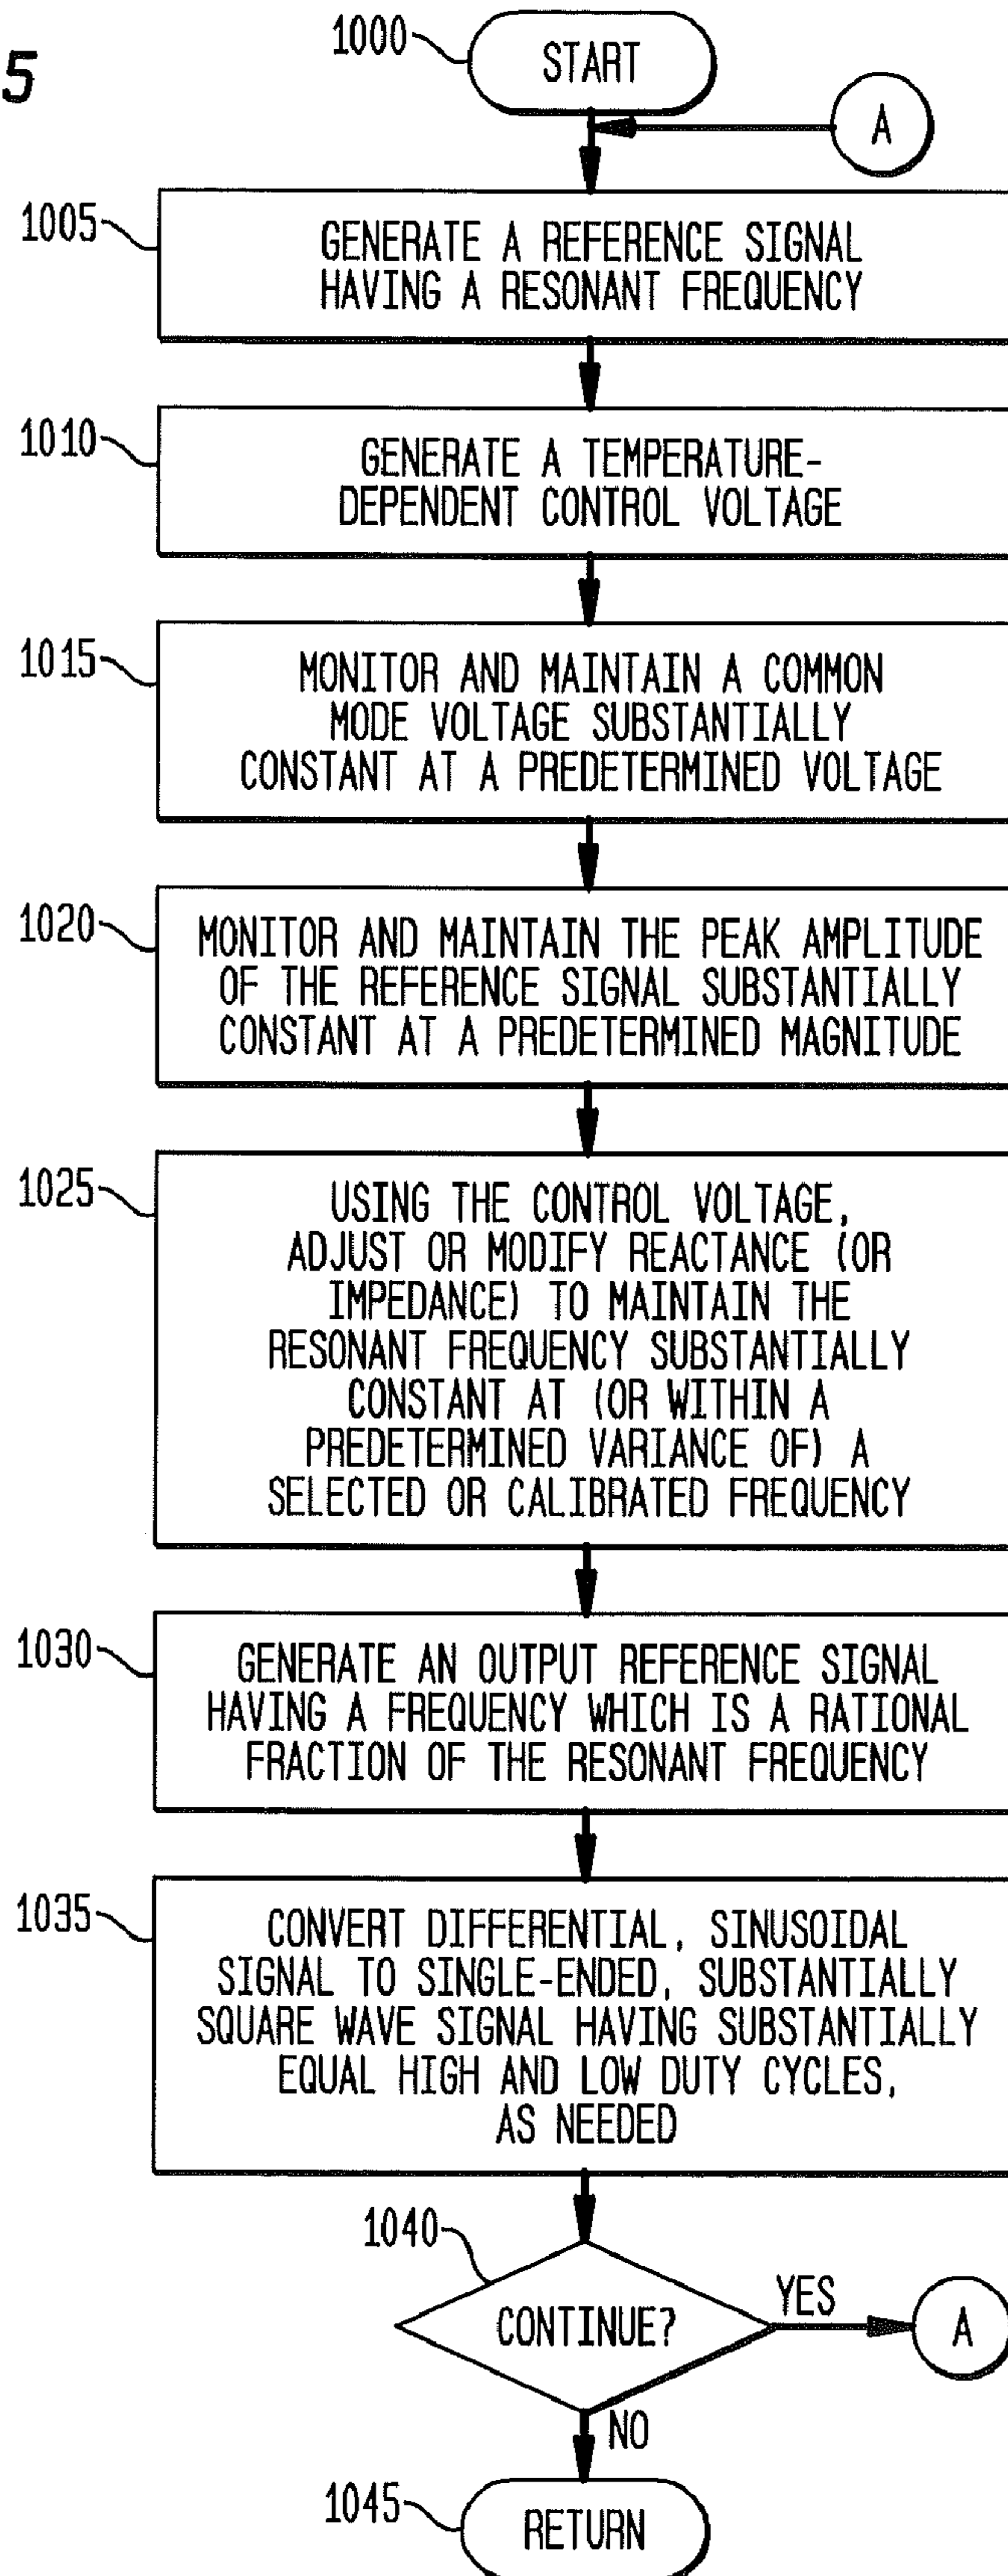 5
1000
START
A
1005
GENERATE A REFERENCE SIGNAL
HAVING A RESONANT FREQUENCY
1010
GENERATE A TEMPERATURE-
DEPENDENT CONTROL VOLTAGE
1015
MONITOR AND MAINTAIN A COMMON
MODE VOLTAGE SUBSTANTIALLY
CONSTANT AT A PREDETERMINED VOLTAGE
1020
MONITOR AND MAINTAIN THE PEAK AMPLITUDE
OF THE REFERENCE SIGNAL SUBSTANTIALLY
CONSTANT AT A PREDETERMINED MAGNITUDE
1025
USING THE CONTROL VOLTAGE,
ADJUST OR MODIFY REACTANCE (OR
IMPEDANCE) TO MAINTAIN THE
RESONANT FREQUENCY SUBSTANTIALLY
CONSTANT AT (OR WITHIN A
PREDETERMINED VARIANCE OF) A
SELECTED OR CALIBRATED FREQUENCY
1030
GENERATE AN OUTPUT REFERENCE SIGNAL
HAVING A FREQUENCY WHICH IS A RATIONAL
FRACTION OF THE RESONANT FREQUENCY
1035
CONVERT DIFFERENTIAL, SINUSOIDAL
SIGNAL TO SINGLE-ENDED, SUBSTANTIALLY
SQUARE WAVE SIGNAL HAVING SUBSTANTIALLY
EQUAL HIGH AND LOW DUTY CYCLES,
AS NEEDED
1040
CONTINUE?
YES
A
NO
1045
RETURN